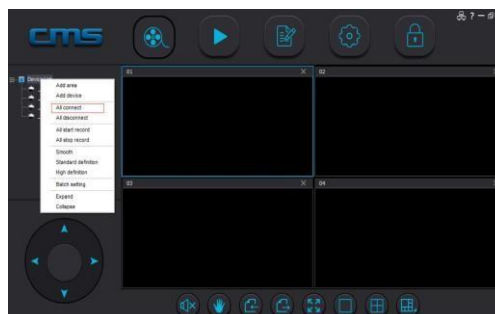 cms
? –
01 X 02
Add area
Add device
All connect
All disconnect
All start record
All stop record
Smooth
Standard definition
High definition
Batch setting
Expand
Collapse
03 X 04